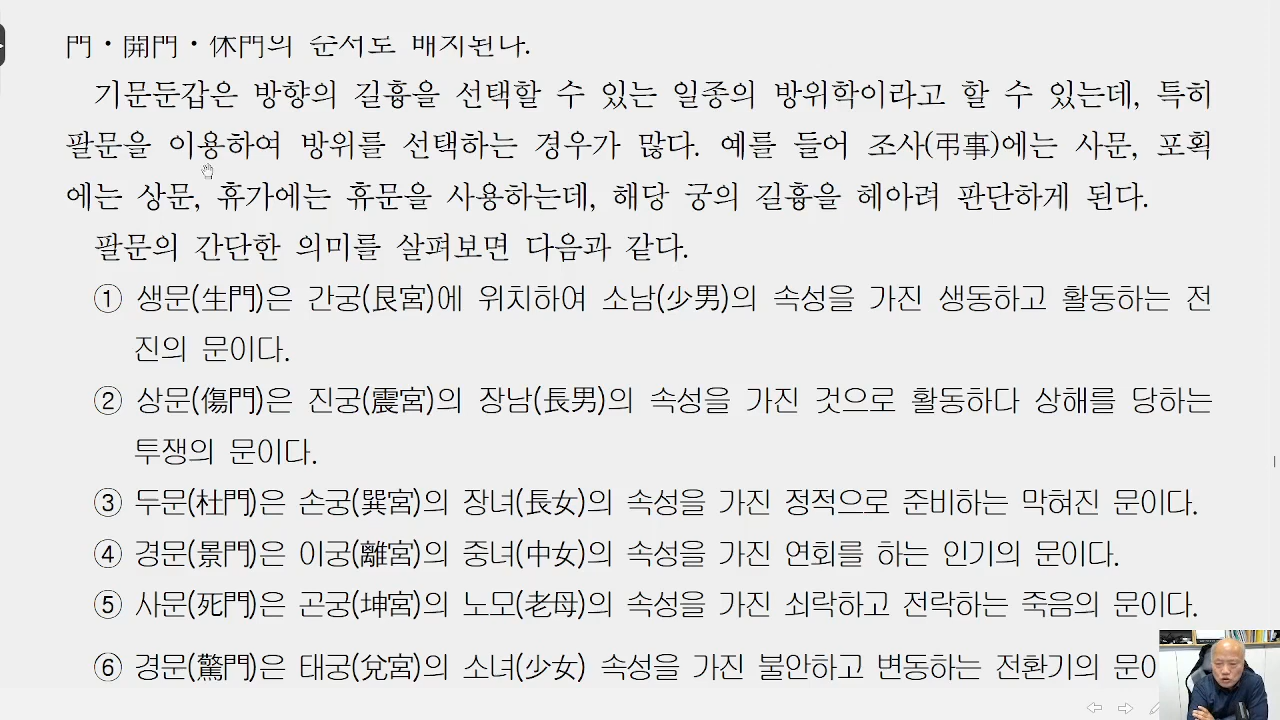 門・開門・休門의 순서로 배치된다.
기문둔갑은 방향의 길흉을 선택할 수 있는 일종의 방위학이라고 할 수 있는데, 특히
팔문을 이용하여 방위를 선택하는 경우가 많다. 예를 들어 조사(弔事)에는 사문, 포획
에는 상문, 휴가에는 휴문을 사용하는데, 해당 궁의 길흉을 헤아려 판단하게 된다.
팔문의 간단한 의미를 살펴보면 다음과 같다.
① 생문(生門)은 간궁(艮宮)에 위치하여 소남(少男)의 속성을 가진 생동하고 활동하는 전
진의 문이다.
② 상문(傷門)은 진궁(震宮)의 장남(長男)의 속성을 가진 것으로 활동하다 상해를 당하는
투쟁의 문이다.
③ 두문(杜門)은 손궁(巽宮)의 장녀(長女)의 속성을 가진 정적으로 준비하는 막혀진 문이다.
④ 경문(景門)은 이궁(離宮)의 중녀(中女)의 속성을 가진 연회를 하는 인기의 문이다.
⑤ 사문(死門)은 곤궁(坤宮)의 노모(老母)의 속성을 가진 쇠락하고 전락하는 죽음의 문이다.
⑥ 경문(驚門)은 태궁(兌宮)의 소녀(少女) 속성을 가진 불안하고 변동하는 전환기의 문이